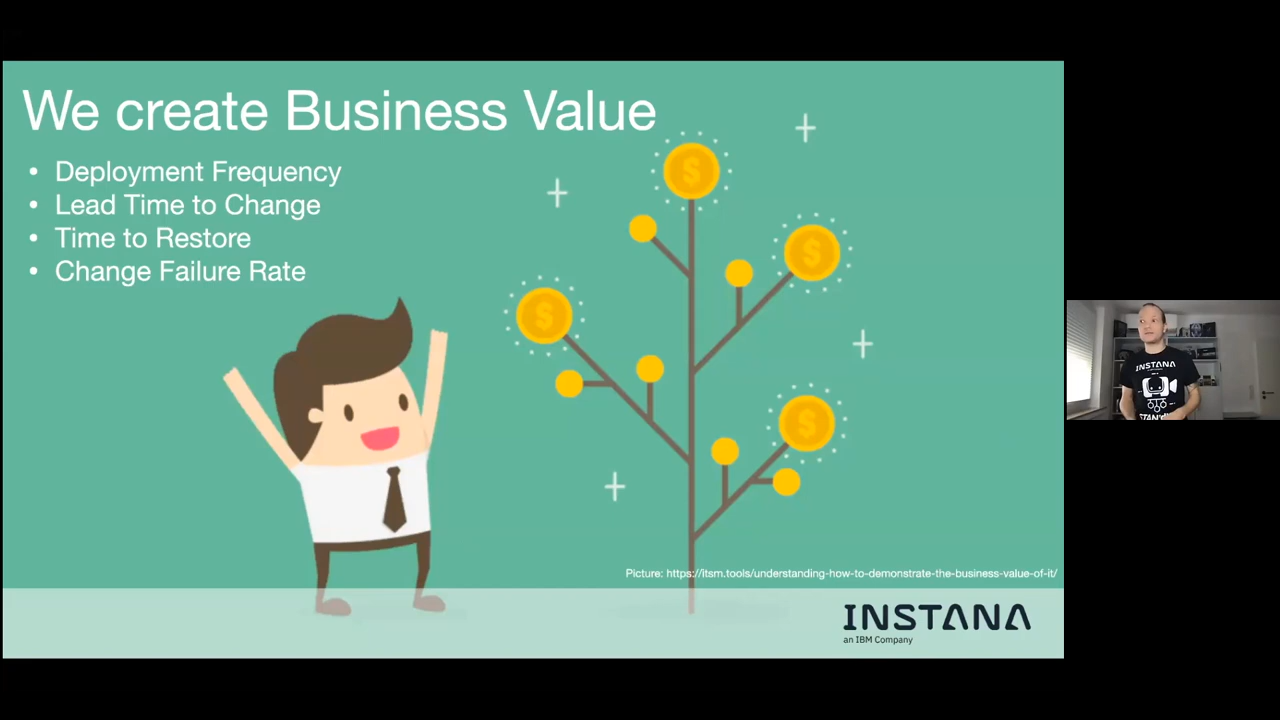 We create Business Value
• Deployment Frequency
• Lead Time to Change
• Time to Restore
• Change Failure Rate
$
$
$
$
Picture: https://itsm.tools/understanding-how-to-demonstrate-the-business-value-of-it/
INSTANA
an IBM Company
INSTANA